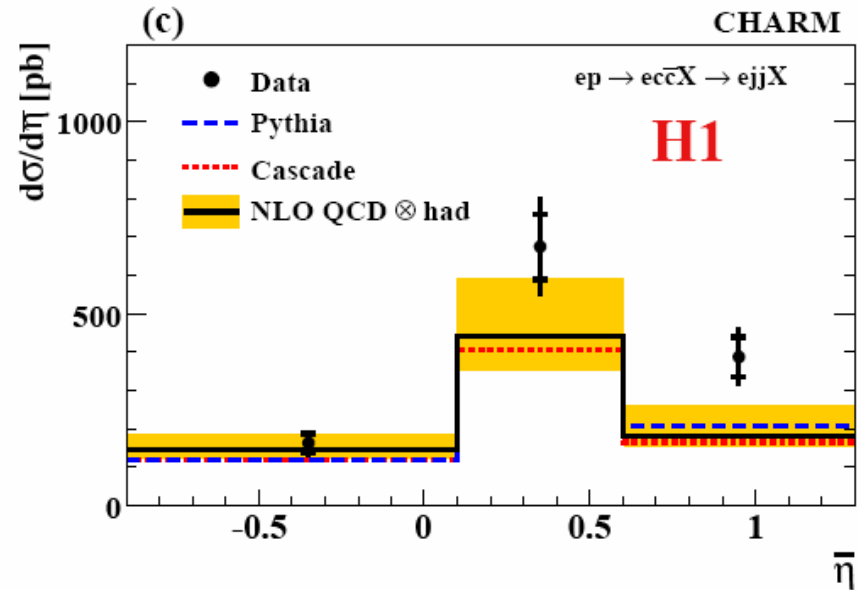 (c)
CHARM
dσ/dη̅ [pb]
ep → ecc̅X → ejjX
H1
Data
Pythia
Cascade
NLO QCD ⊗ had
1000
500
0
-0.5
0
0.5
1
η̅